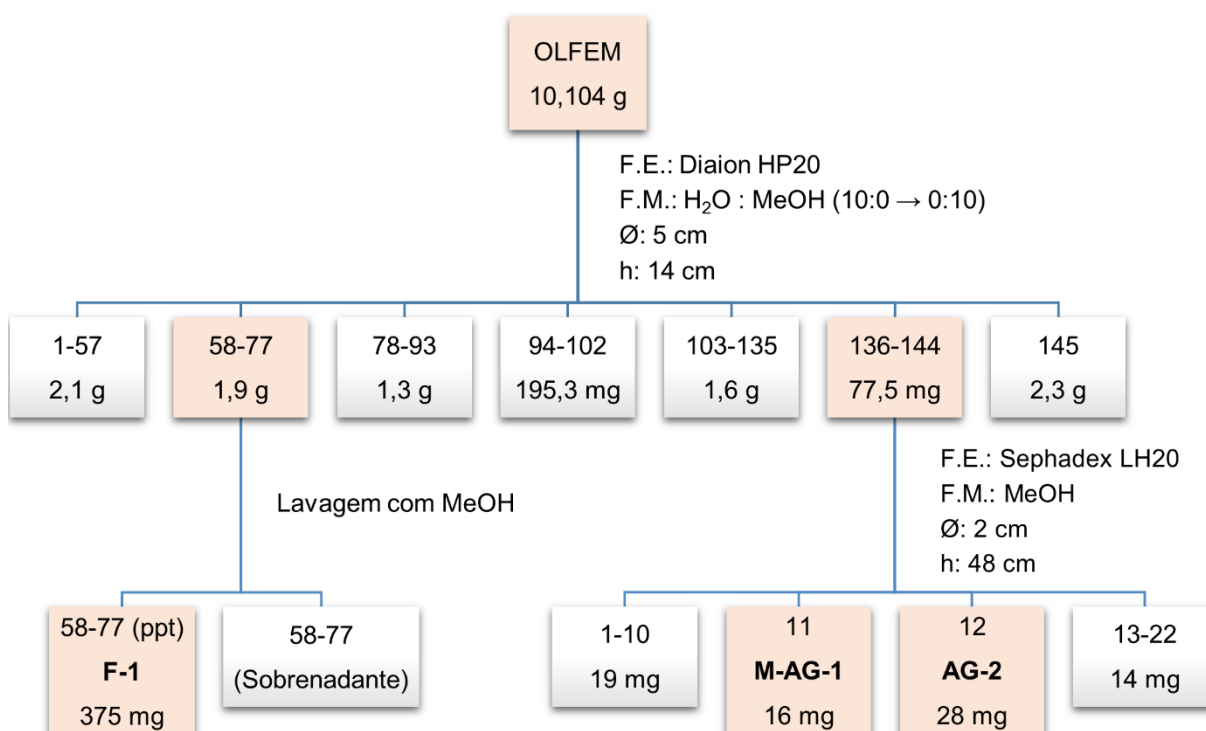 OLFEM
10,104 g
F.E.: Diaion HP20
F.M.: H₂O : MeOH (10:0 → 0:10)
Ø: 5 cm
h: 14 cm
1-57
2,1 g
58-77
1,9 g
78-93
1,3 g
94-102
195,3 mg
103-135
1,6 g
136-144
77,5 mg
145
2,3 g
Lavagem com MeOH
F.E.: Sephadex LH20
F.M.: MeOH
Ø: 2 cm
h: 48 cm
58-77 (ppt)
F-1
375 mg
58-77
(Sobrenadante)
1-10
19 mg
11
M-AG-1
16 mg
12
AG-2
28 mg
13-22
14 mg